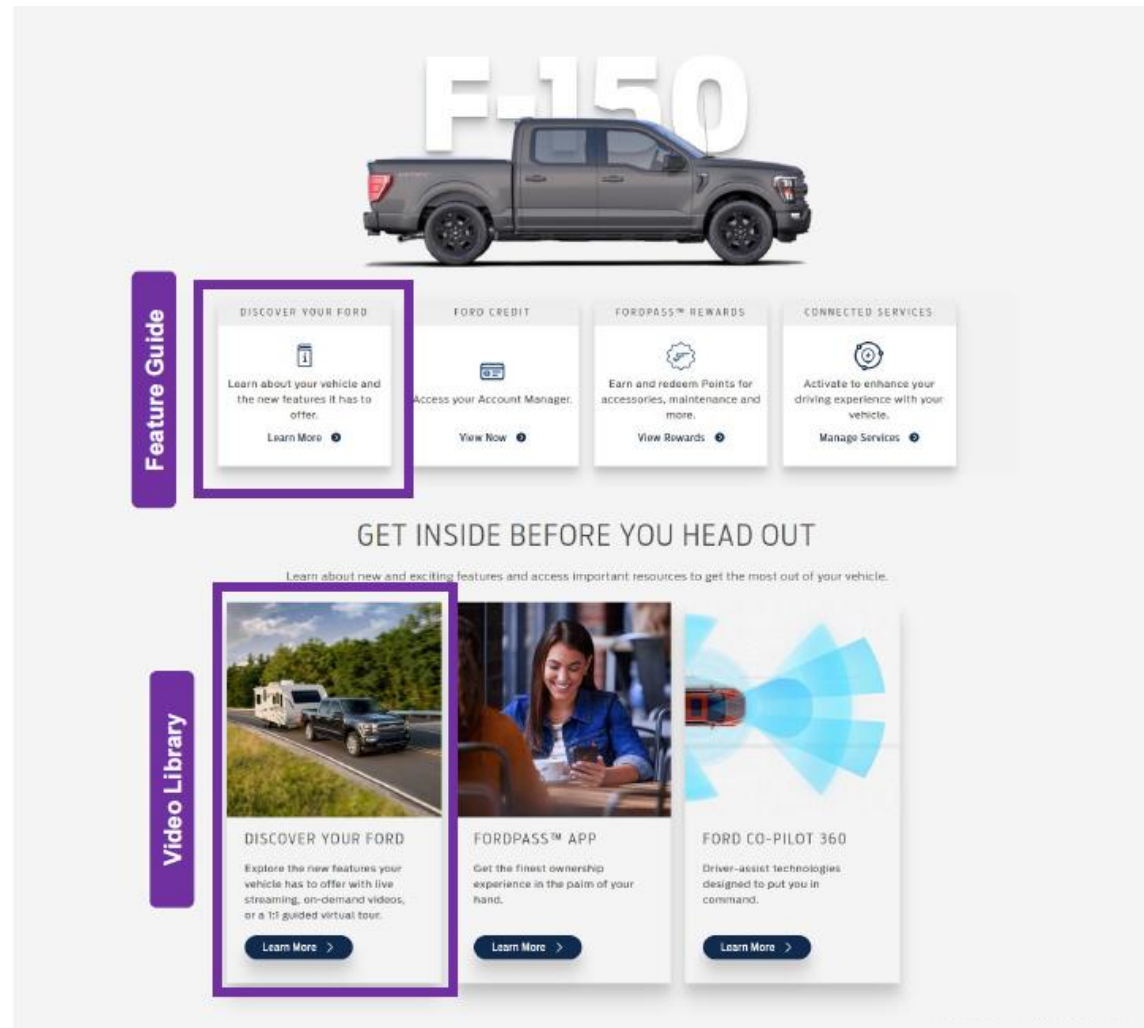 F-150
Feature Guide
DISCOVER YOUR FORD
Learn about your vehicle and
the new features it has to
offer.
Learn More
FORD CREDIT
Access your Account Manager.
View Now
FORDPASS™ REWARDS
Earn and redeem Points for
accessories, maintenance and
more.
View Rewards
CONNECTED SERVICES
Activate to enhance your
driving experience with your
vehicle.
Manage Services
GET INSIDE BEFORE YOU HEAD OUT
Learn about new and exciting features and access important resources to get the most out of your vehicle.
Video Library
DISCOVER YOUR FORD
Explore the new features your
vehicle has to offer with live
streaming, on-demand videos,
or a 1:1 guided virtual tour.
Learn More >
FORDPASS™ APP
Get the finest ownership
experience in the palm of your
hand.
Learn More >
FORD CO-PILOT 360
Driver-assist technologies
designed to put you in
command.
Learn More >